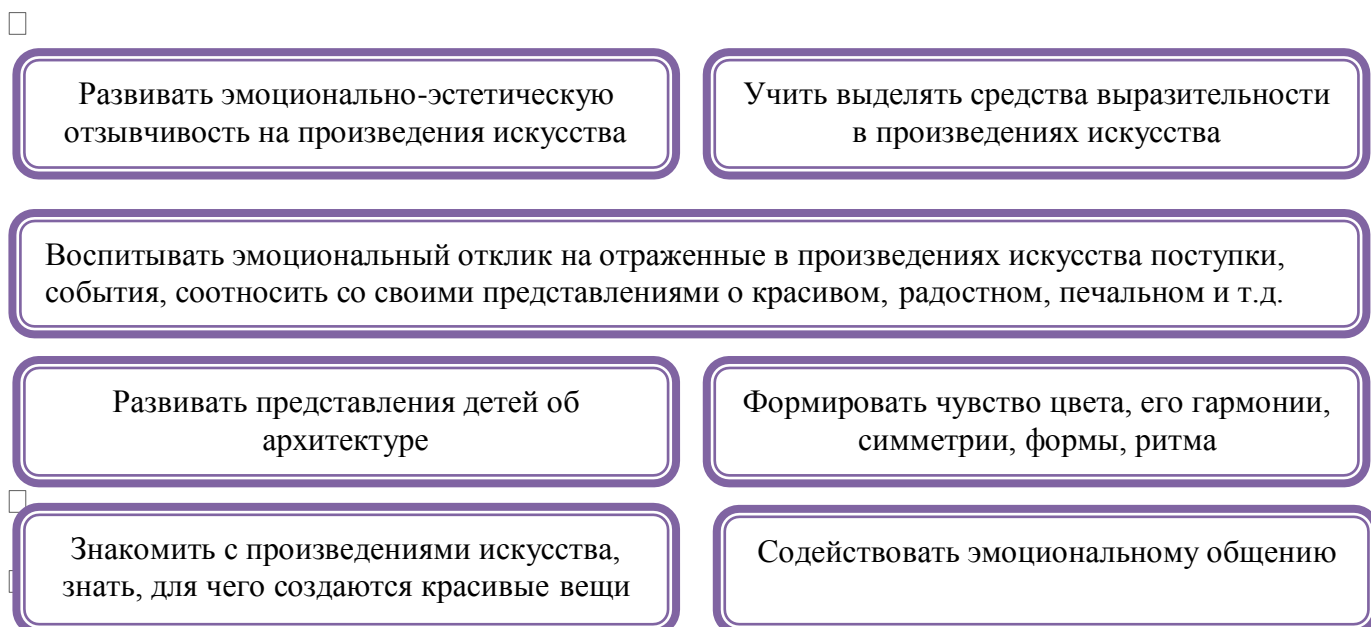 Развивать эмоционально-эстетическую
отзывчивость на произведения искусства
Учить выделять средства выразительности
в произведениях искусства
Воспитывать эмоциональный отклик на отраженные в произведениях искусства поступки,
события, соотносить со своими представлениями о красивом, радостном, печальном и т.д.
Развивать представления детей об
архитектуре
Формировать чувство цвета, его гармонии,
симметрии, формы, ритма
Знакомить с произведениями искусства,
знать, для чего создаются красивые вещи
Содействовать эмоциональному общению